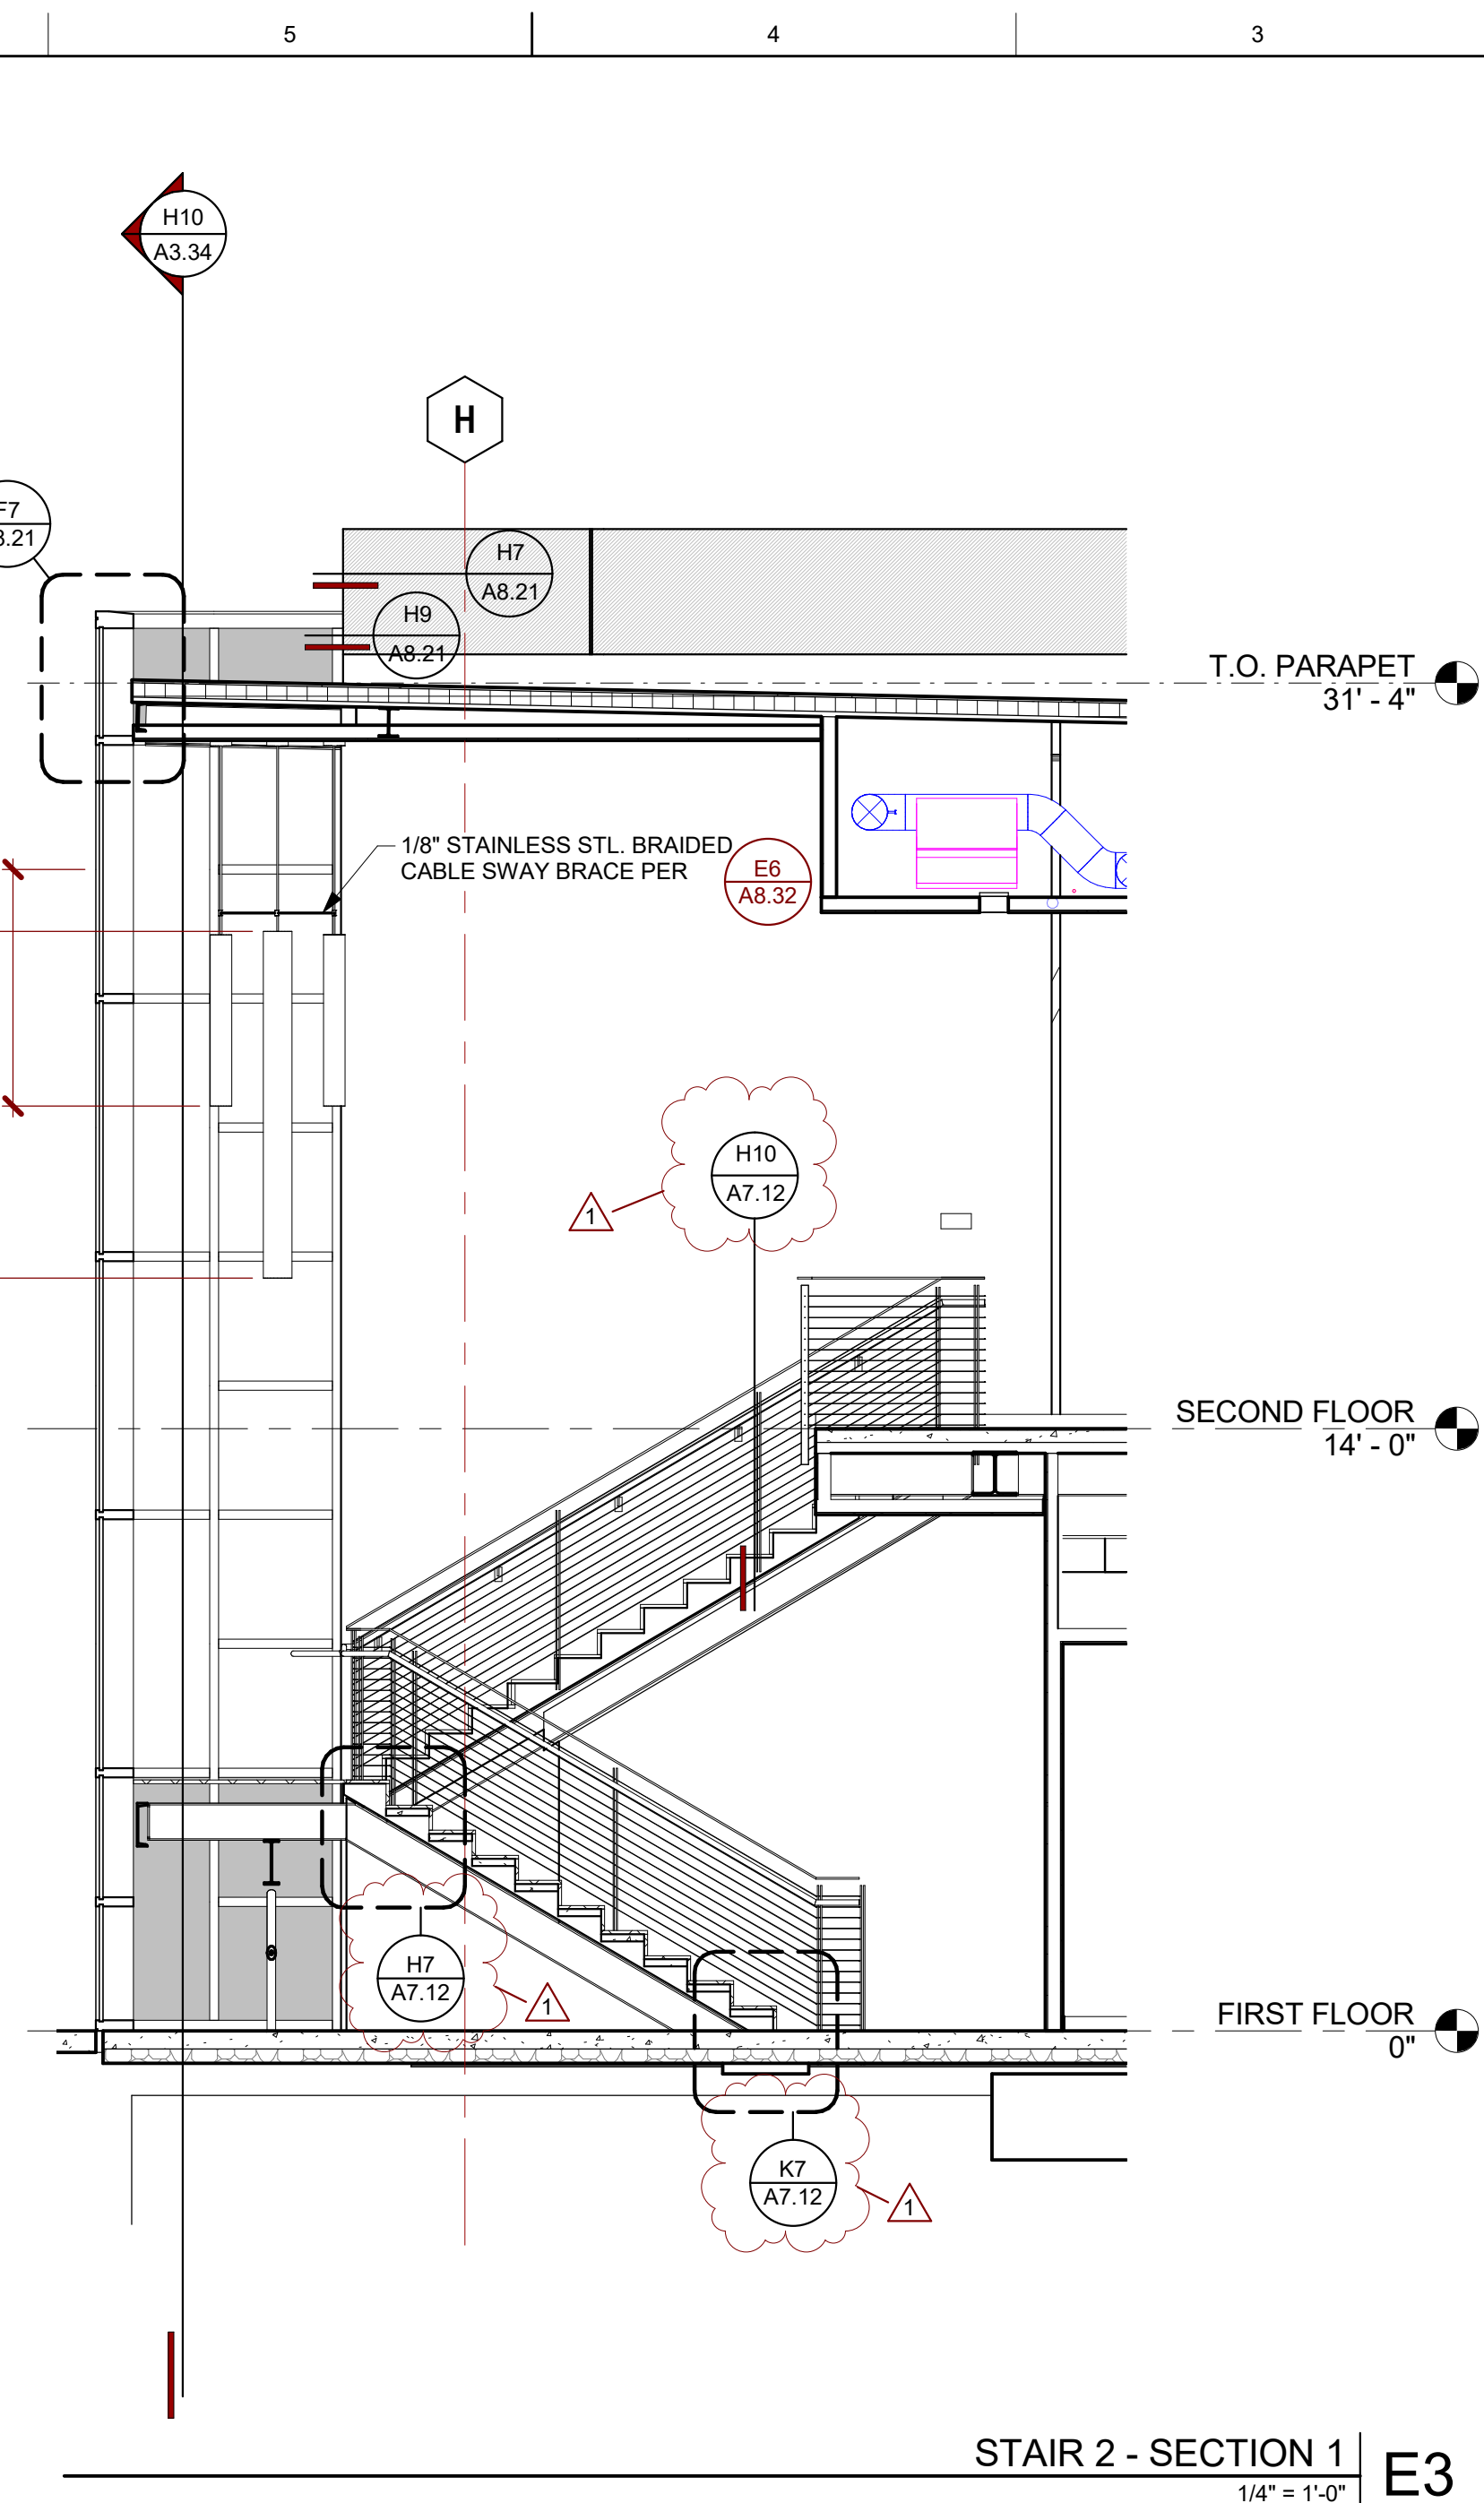 5
4
3
H10
A3.34
H
F7
8.21
H7
A8.21
H9
A8.21
T.O. PARAPET
31' - 4"
1/8" STAINLESS STL. BRAIDED
CABLE SWAY BRACE PER
E6
A8.32
H10
A7.12
1
SECOND FLOOR
14' - 0"
H7
A7.12
1
FIRST FLOOR
0"
K7
A7.12
1
STAIR 2 - SECTION 1
1/4" = 1'-0"
E3